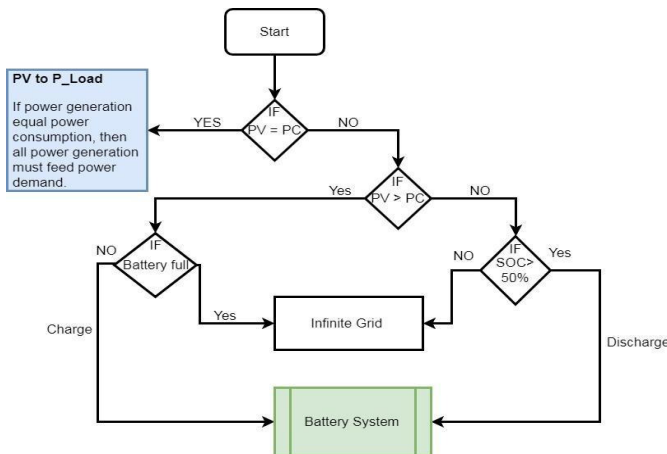 Start
PV to P_Load
If power generation
equal power
consumption, then
all power generation
must feed power
demand.
YES
IF
PV = PC
NO
IF
PV > PC
Yes
NO
NO
IF
Battery full
Yes
NO
IF
SOC>
50%
Yes
Infinite Grid
Charge
Discharge
Battery System